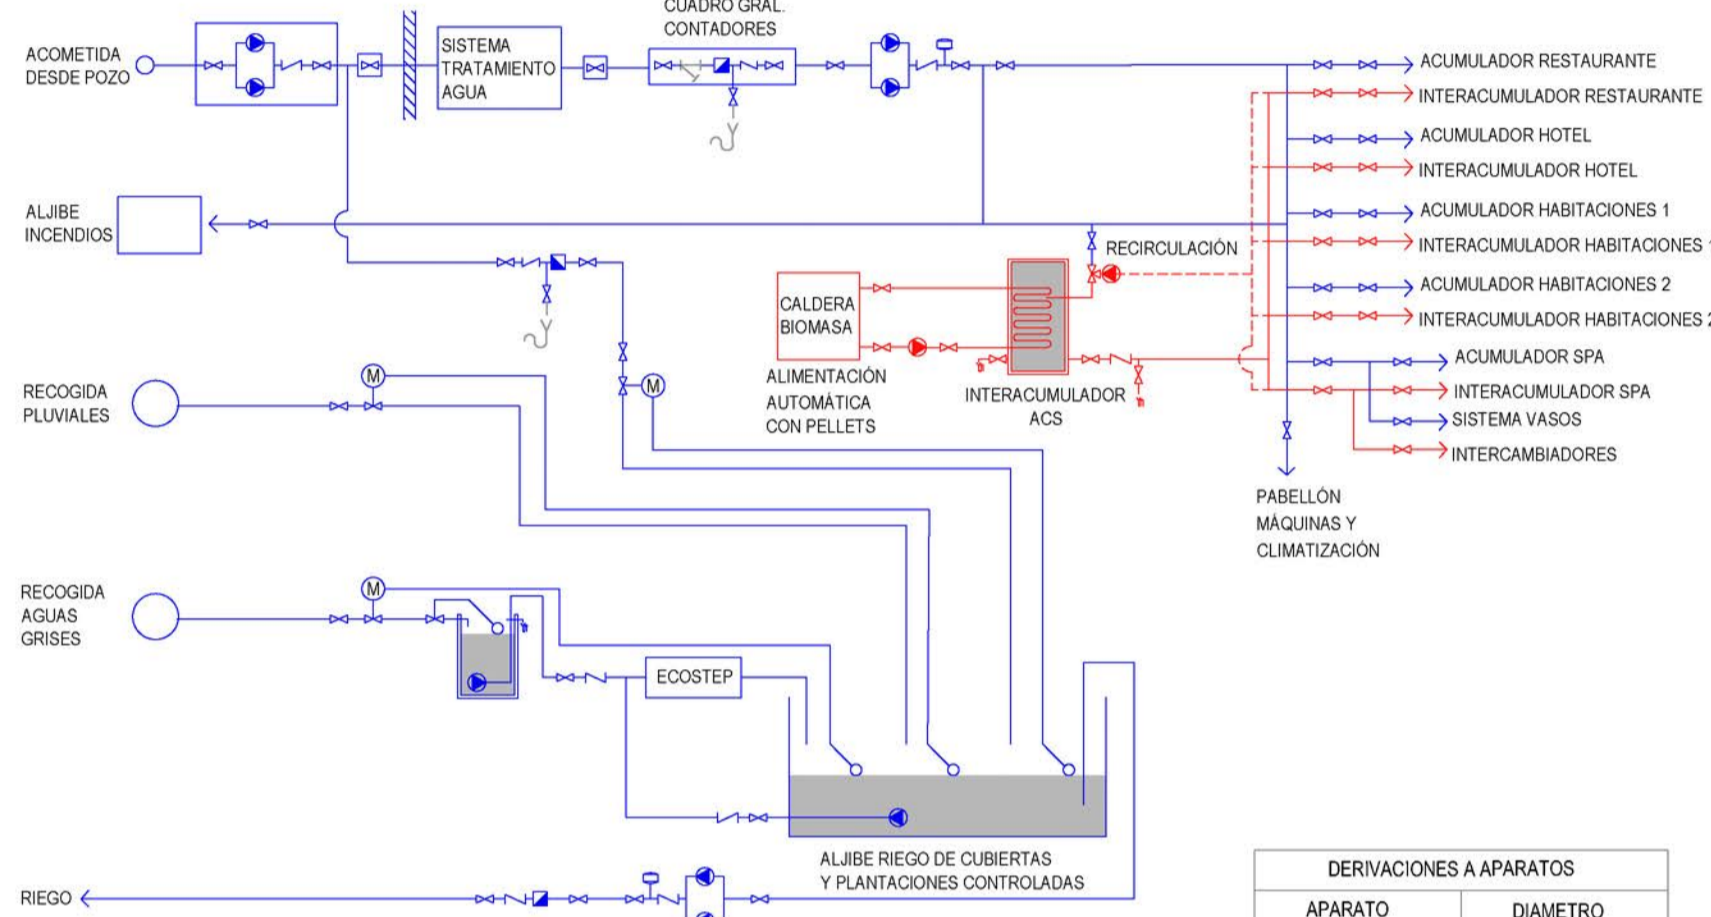 CUADRO GRAL.
CONTADORES
ACOMETIDA
DESDE POZO
SISTEMA
TRATAMIENTO
AGUA
ACUMULADOR RESTAURANTE
INTERACUMULADOR RESTAURANTE
ACUMULADOR HOTEL
INTERACUMULADOR HOTEL
ALJIBE
INCENDIOS
ACUMULADOR HABITACIONES 1
INTERACUMULADOR HABITACIONES 1
RECIRCULACIÓN
ACUMULADOR HABITACIONES 2
INTERACUMULADOR HABITACIONES 2
CALDERA
BIOMASA
ALIMENTACIÓN
AUTOMÁTICA
CON PELLETS
INTERACUMULADOR
ACS
ACUMULADOR SPA
INTERACUMULADOR SPA
SISTEMA VASOS
INTERCAMBIADORES
M
M
RECOGIDA
PLUVIALES
PABELLÓN
MÁQUINAS Y
CLIMATIZACIÓN
RECOGIDA
AGUAS
GRISES
M
ECOSTEP
ALJIBE RIEGO DE CUBIERTAS
Y PLANTACIONES CONTROLADAS
RIEGO
DERIVACIONES A APARATOS
APARATO
DIAMETRO